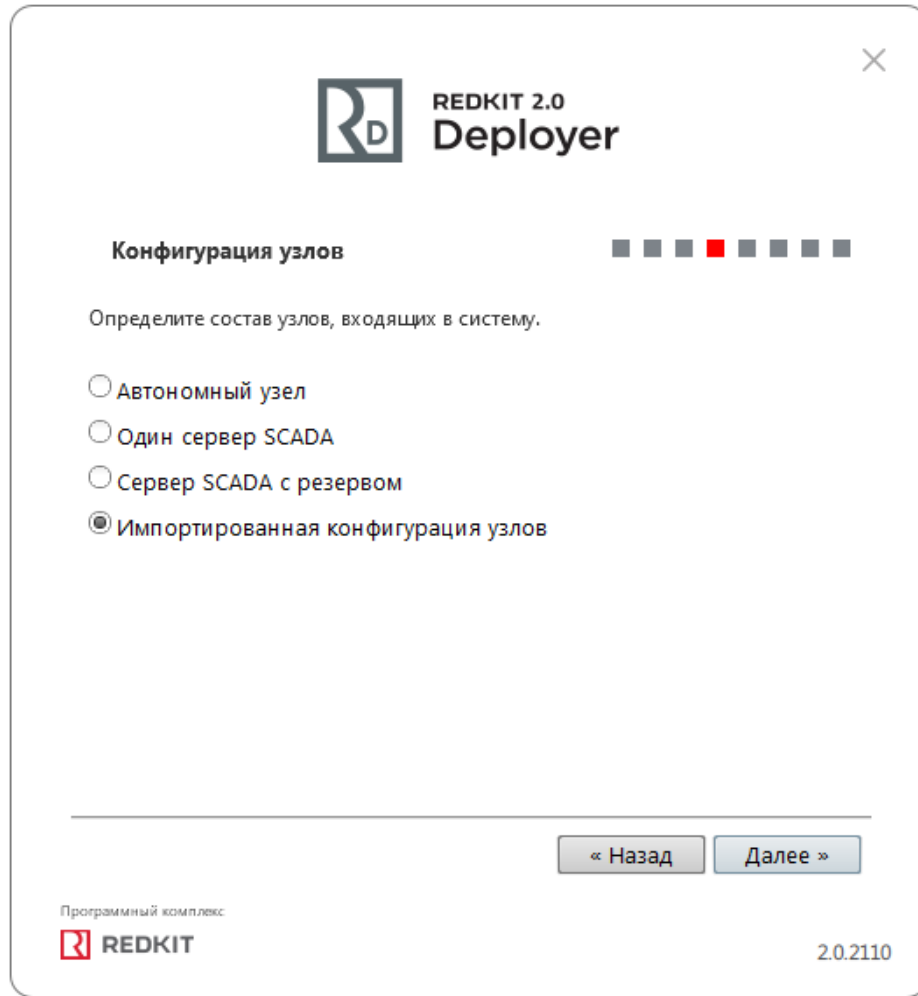 REDKIT 2.0
Deployer
Конфигурация узлов
Определите состав узлов, входящих в систему.
Автономный узел
Один сервер SCADA
Сервер SCADA с резервом
Импортированная конфигурация узлов
« Назад
Далее »
Программный комплекс
REDKIT
2.0.2110